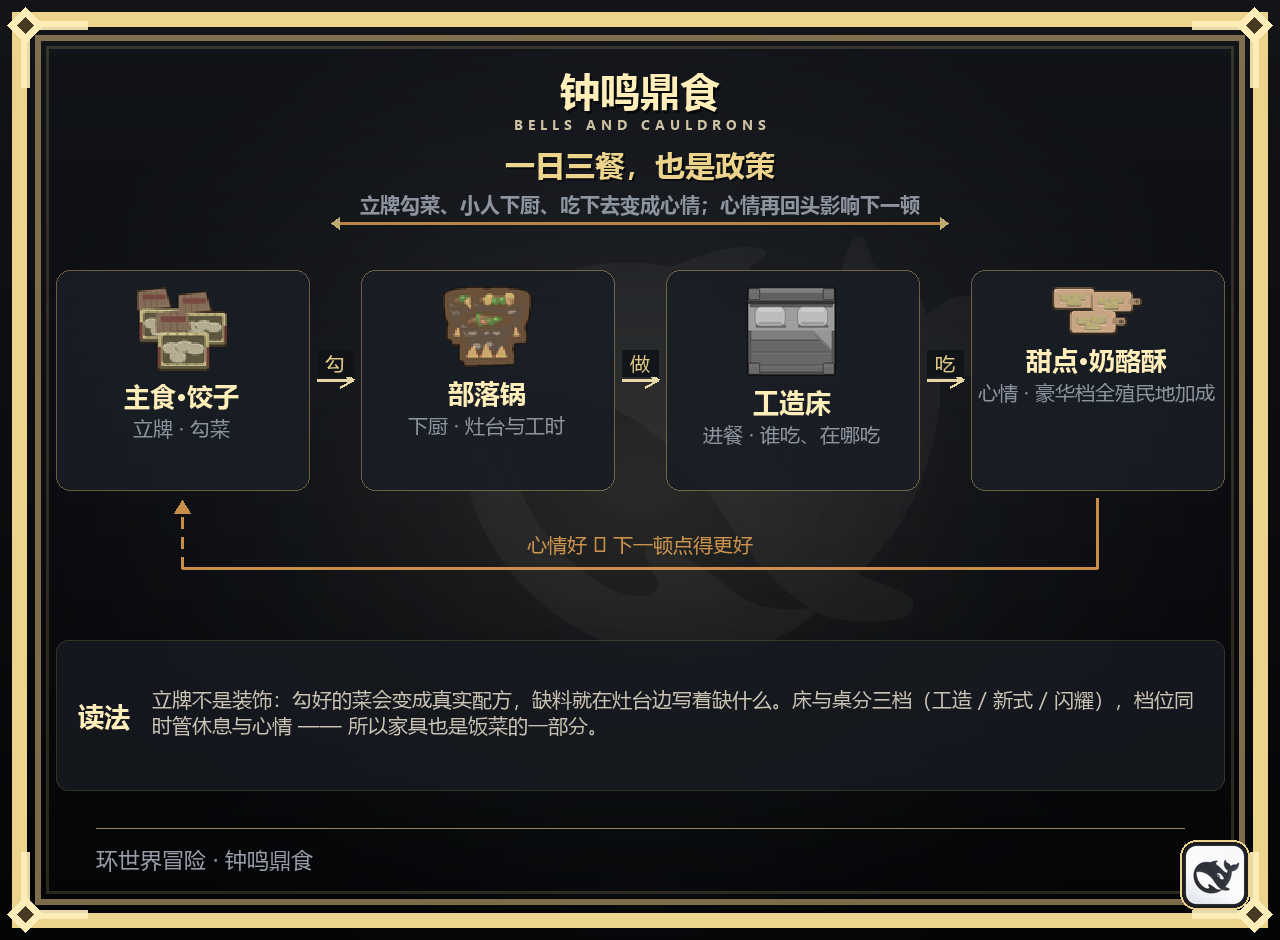 钟鸣鼎食
BELLS AND CAULDRONS
一日三餐，也是政策
立牌勾菜、小人下厨、吃下去变成心情；心情再回头影响下一顿
主食·饺子
立牌 · 勾菜
勾
部落锅
下厨 · 灶台与工时
做
工造床
进餐 · 谁吃、在哪吃
吃
甜点·奶酪酥
心情 · 豪华档全殖民地加成
心情好 下一顿点得更好
读法
立牌不是装饰：勾好的菜会变成真实配方，缺料就在灶台边写着缺什么。床与桌分三档（工造 / 新式 / 闪耀），档位同
时管休息与心情 —— 所以家具也是饭菜的一部分。
环世界冒险 · 钟鸣鼎食